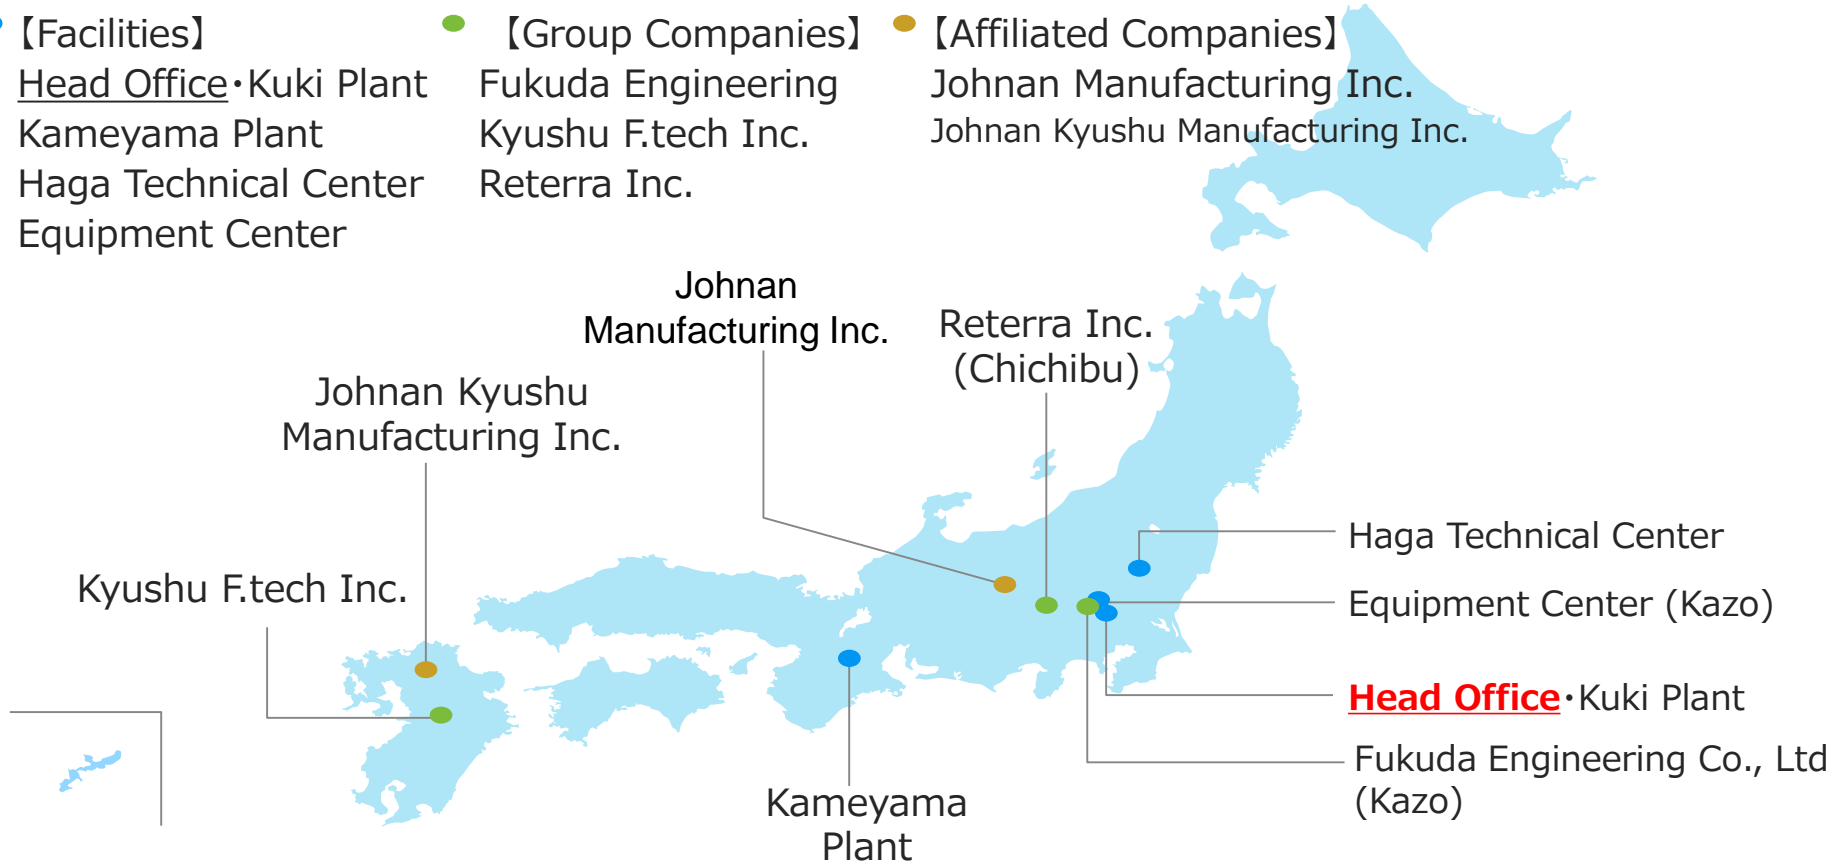 【Facilities】
Head Office･Kuki Plant
Kameyama Plant
Haga Technical Center
Equipment Center
【Group Companies】
Fukuda Engineering
Kyushu F.tech Inc.
Reterra Inc.
【Affiliated Companies】
Johnan Manufacturing Inc.
Johnan Kyushu Manufacturing Inc.
Johnan
Manufacturing Inc.
Reterra Inc.
(Chichibu)
Johnan Kyushu
Manufacturing Inc.
Kyushu F.tech Inc.
Haga Technical Center
Equipment Center (Kazo)
Head Office･Kuki Plant
Fukuda Engineering Co., Ltd
(Kazo)
Kameyama
Plant